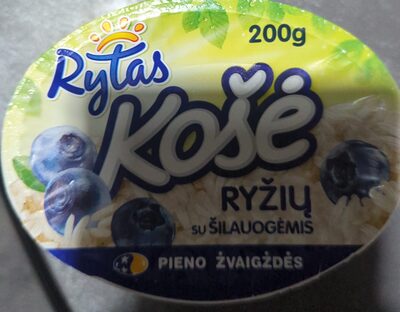 Rytas
200g
Košė
RYŽIŲ
SU ŠILAUOGĖMIS
PIENO ŽVAIGŽDĖS